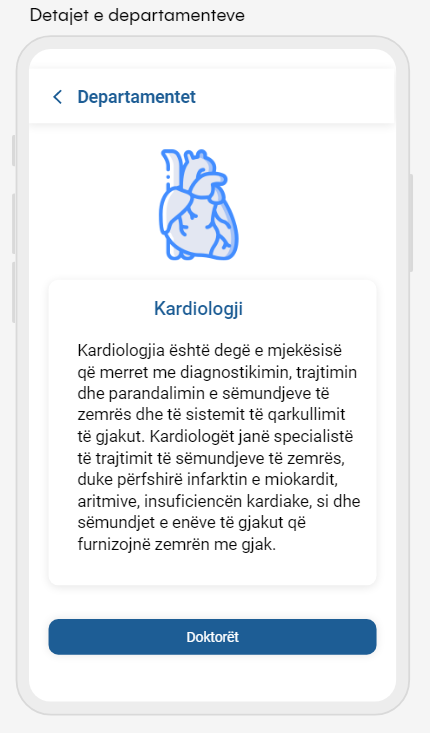 Detajet e departamenteve
Departamentet
Kardiologji
Kardiologjia është degë e mjekësisë
që merret me diagnostikimin, trajtimin
dhe parandalimin e sëmundjeve të
zemrës dhe të sistemit të qarkullimit
të gjakut. Kardiologët janë specialistë
të trajtimit të sëmundjeve të zemrës,
duke përfshirë infarktin e miokardit,
aritmive, insuficiencën kardiake, si dhe
sëmundjet e enëve të gjakut që
furnizojnë zemrën me gjak.
Doktorët